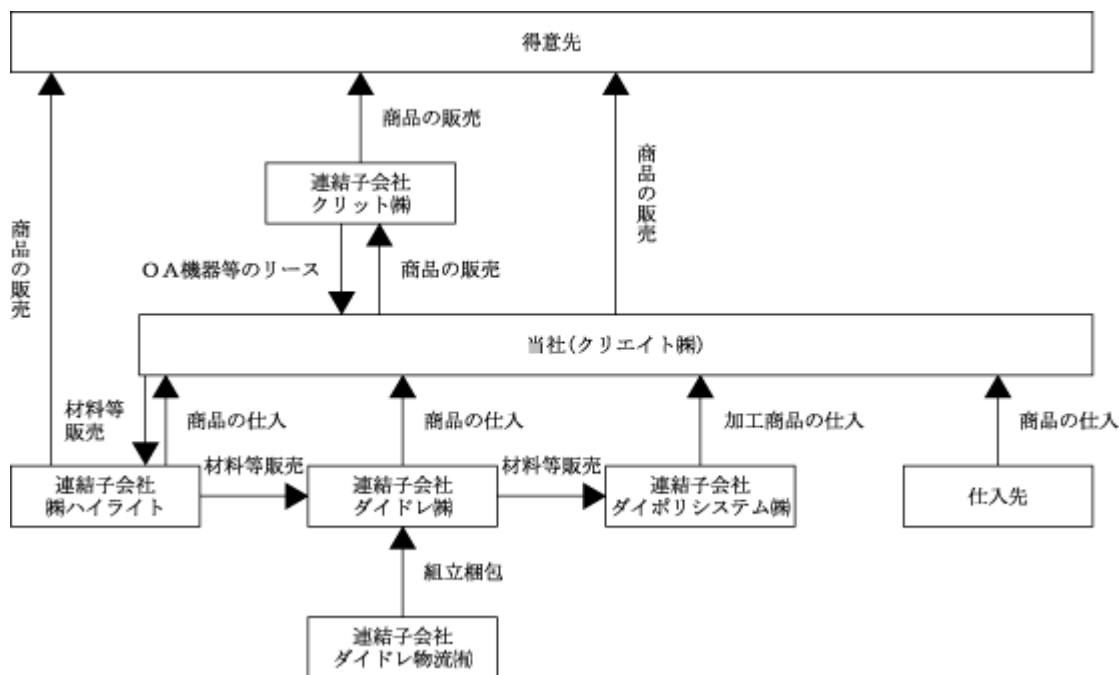 得意先
商品の販売
商品の販売
商品の販売
連結子会社
クリット㈱
OA機器等のリース
商品の販売
当社(クリエイト㈱)
材料等
販売
商品の仕入
商品の仕入
加工商品の仕入
商品の仕入
連結子会社
㈱ハイライト
材料等販売
連結子会社
ダイドレ㈱
材料等販売
連結子会社
ダイポリシステム㈱
仕入先
組立梱包
連結子会社
ダイドレ物流㈲